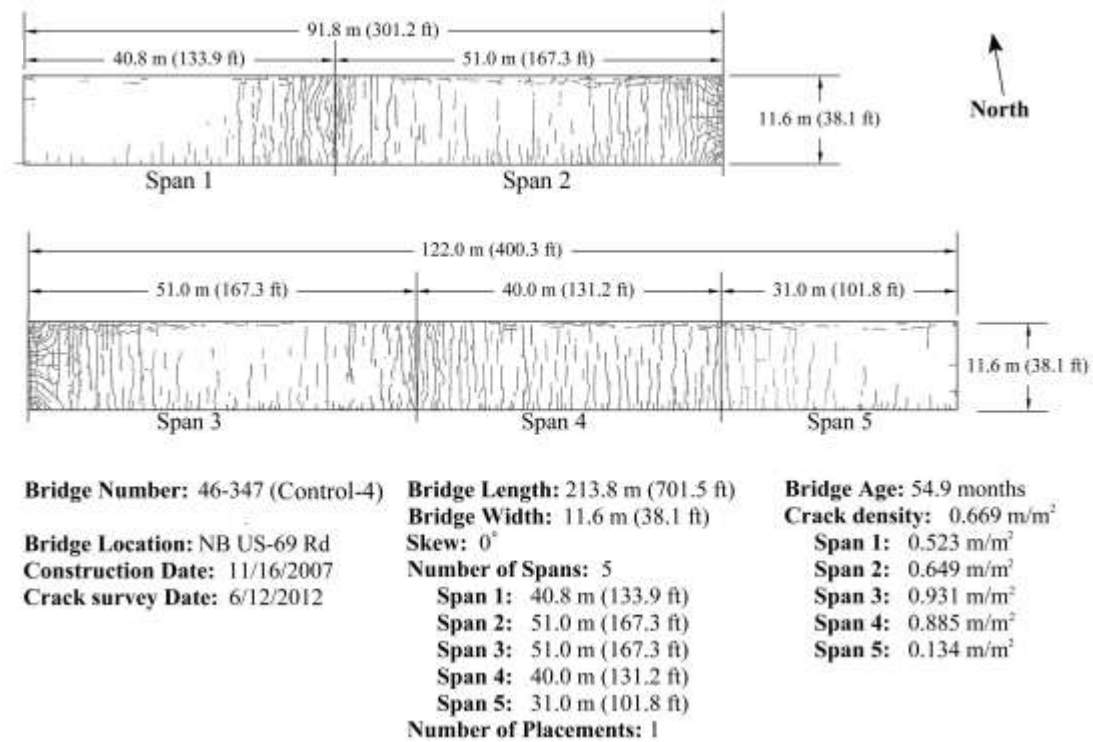 91.8 m (301.2 ft)
40.8 m (133.9 ft)
51.0 m (167.3 ft)
11.6 m (38.1 ft)
North
Span 1
Span 2
122.0 m (400.3 ft)
51.0 m (167.3 ft)
40.0 m (131.2 ft)
31.0 m (101.8 ft)
11.6 m (38.1 ft)
Span 3
Span 4
Span 5
Bridge Number: 46-347 (Control-4)
Bridge Location: NB US-69 Rd
Construction Date: 11/16/2007
Crack survey Date: 6/12/2012
Bridge Length: 213.8 m (701.5 ft)
Bridge Width: 11.6 m (38.1 ft)
Skew: 0°
Number of Spans: 5
Span 1: 40.8 m (133.9 ft)
Span 2: 51.0 m (167.3 ft)
Span 3: 51.0 m (167.3 ft)
Span 4: 40.0 m (131.2 ft)
Span 5: 31.0 m (101.8 ft)
Number of Placements: 1
Bridge Age: 54.9 months
Crack density: 0.669 m/m²
Span 1: 0.523 m/m²
Span 2: 0.649 m/m²
Span 3: 0.931 m/m²
Span 4: 0.885 m/m²
Span 5: 0.134 m/m²